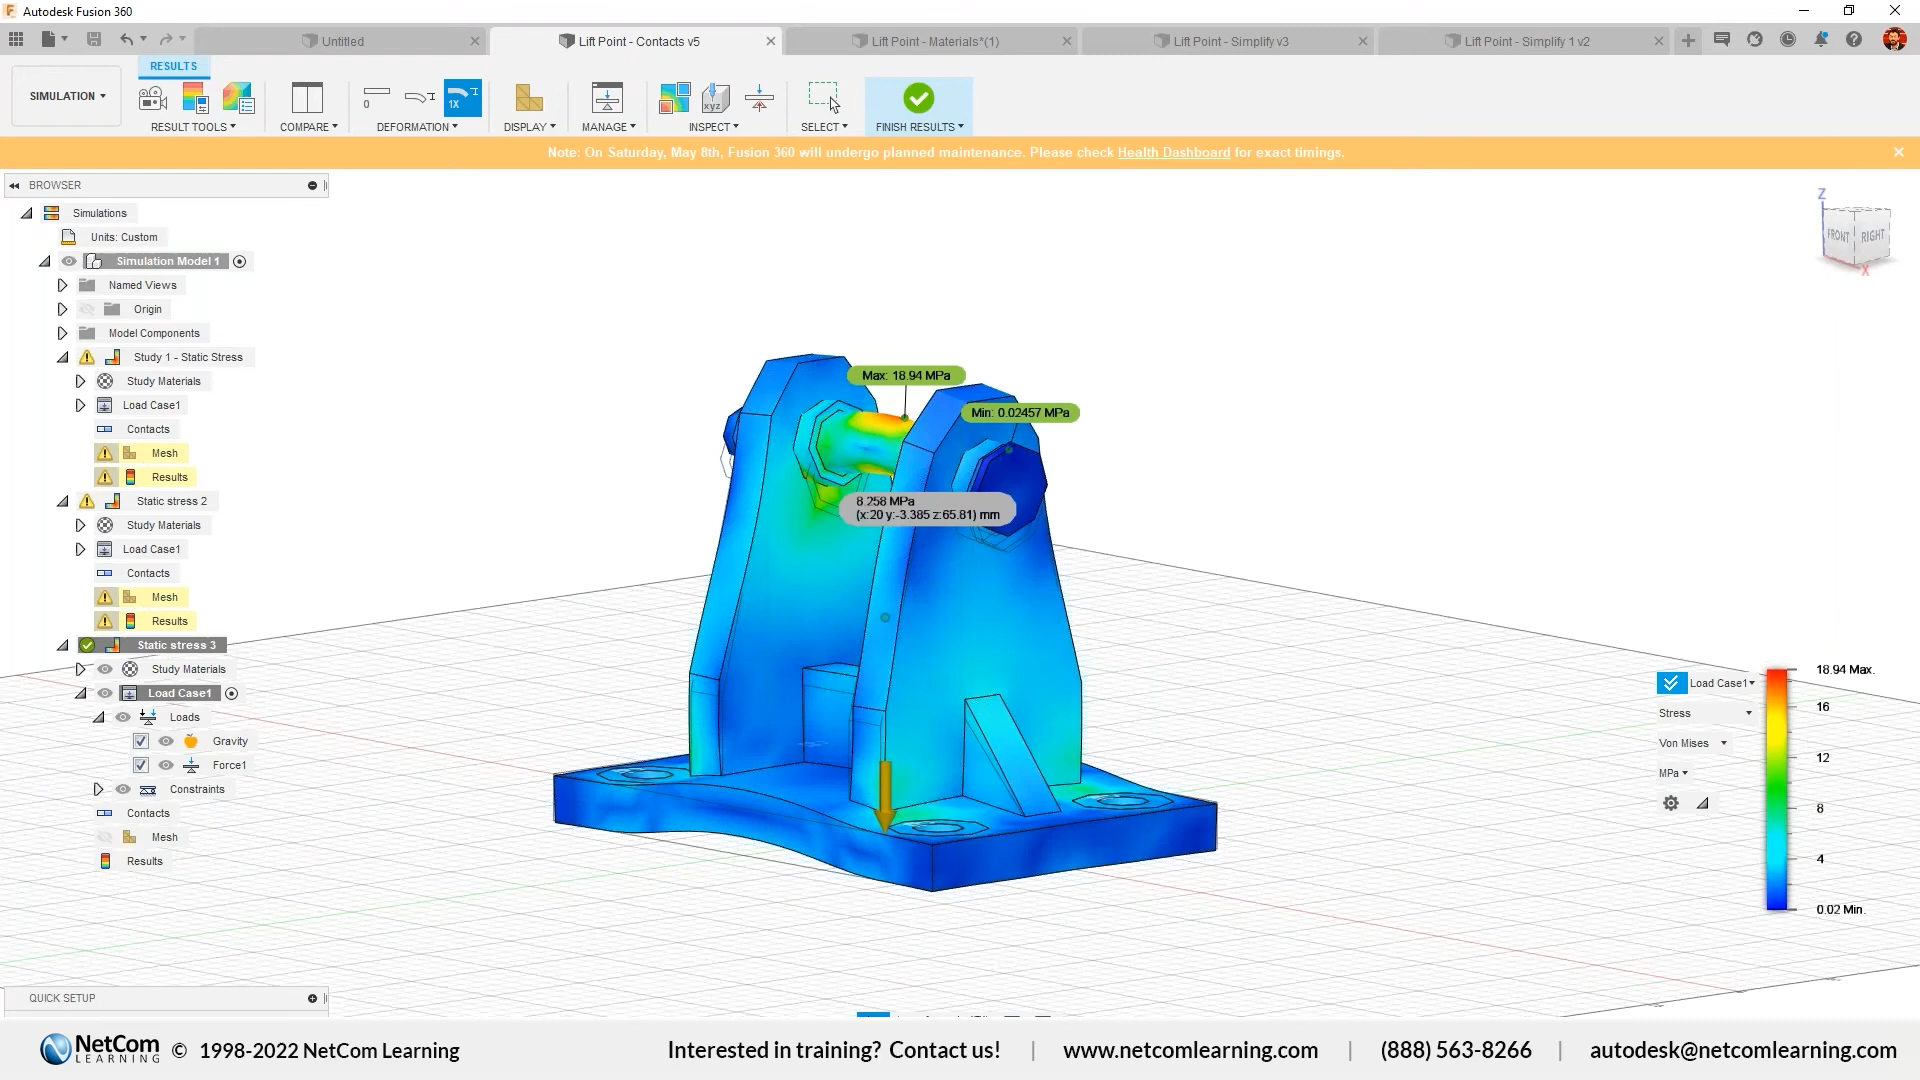 Autodesk Fusion 360
Untitled
Lift Point - Contacts v5
Lift Point - Materials*(1)
Lift Point - Simplify v3
Lift Point - Simplify 1 v2
SIMULATION
RESULTS
0
1X
xyz
RESULT TOOLS
COMPARE
DEFORMATION
DISPLAY
MANAGE
INSPECT
SELECT
FINISH RESULTS
Note: On Saturday, May 8th, Fusion 360 will undergo planned maintenance. Please check Health Dashboard for exact timings.
BROWSER
Simulations
Units: Custom
Simulation Model 1
Named Views
Origin
Model Components
Study 1 - Static Stress
Study Materials
Load Case1
Contacts
Mesh
Results
Static stress 2
Study Materials
Load Case1
Contacts
Mesh
Results
Static stress 3
Study Materials
Load Case1
Loads
Gravity
Force1
Constraints
Contacts
Mesh
Results
QUICK SETUP
Max: 18.94 MPa
Min: 0.02457 MPa
8.258 MPa
(x:20 y:-3.385 z:65.81) mm
Z
FRONT
RIGHT
X
Load Case1
Stress
Von Mises
MPa
18.94 Max.
16
12
8
4
0.02 Min.
NetCom
LEARNING
© 1998-2022 NetCom Learning
Interested in training? Contact us! | www.netcomlearning.com | (888) 563-8266 | autodesk@netcomlearning.com